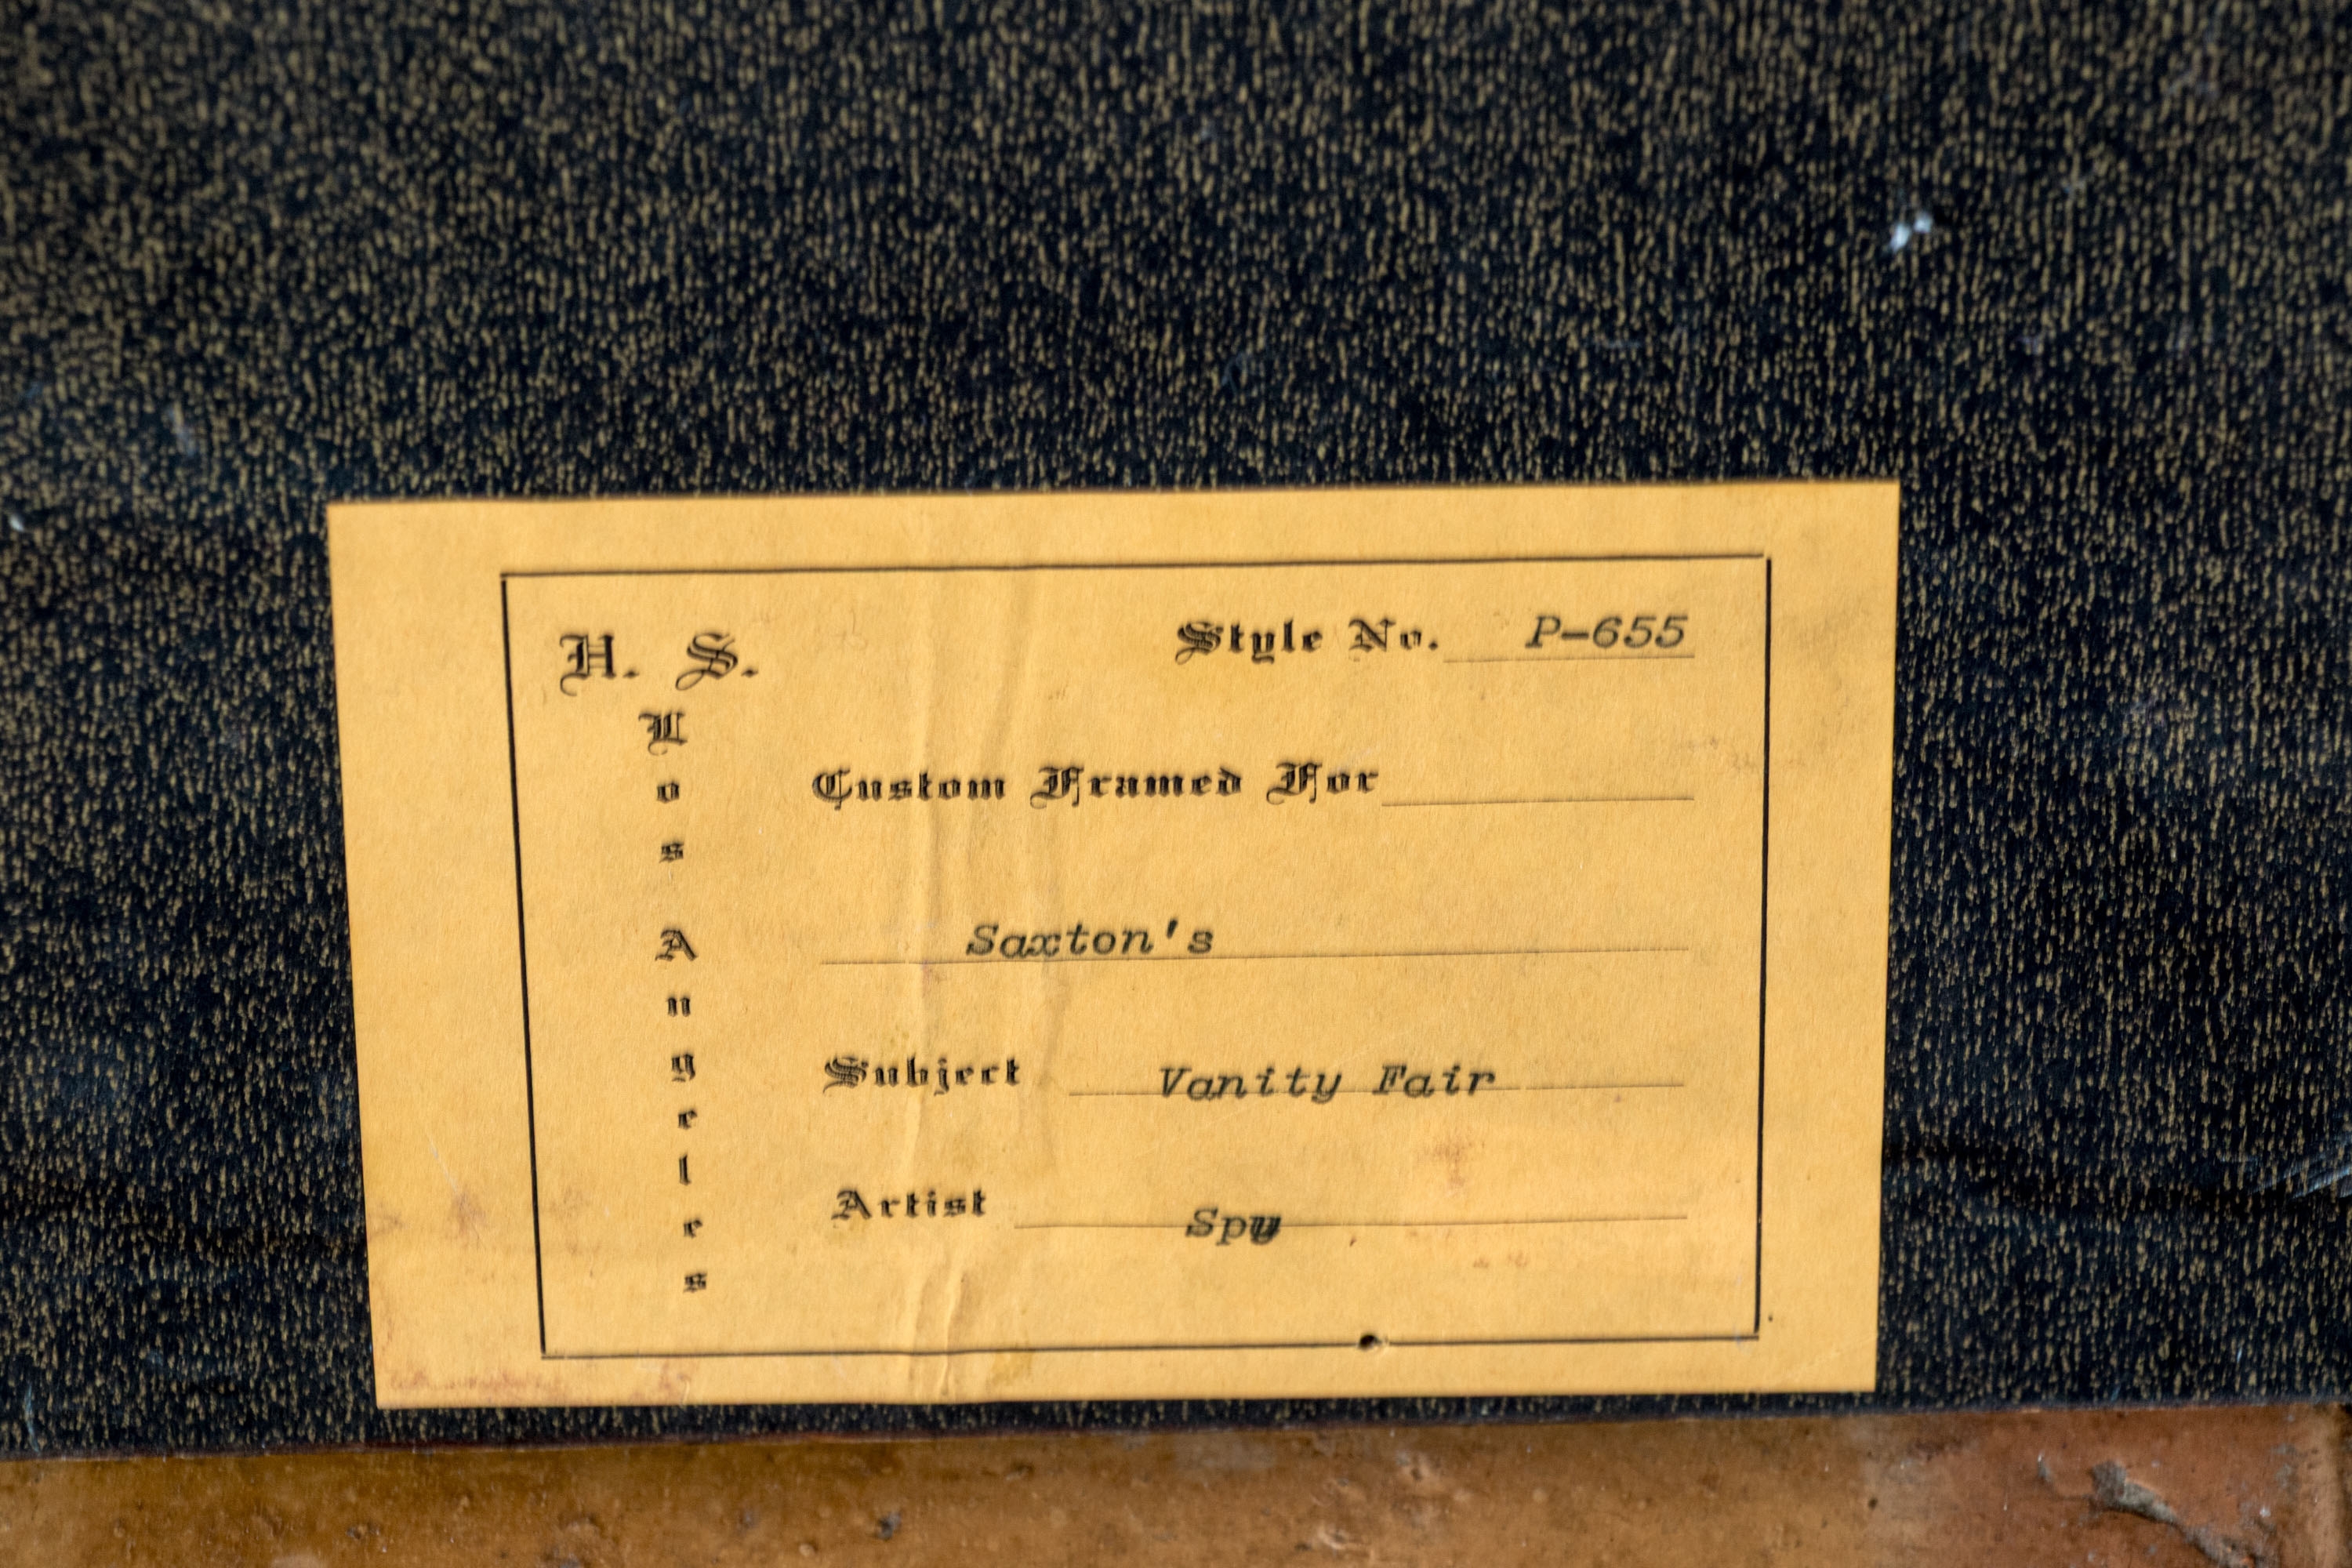 H. S.
Los Angeles
Style No. P-655
Custom Framed For
Saxton's
Subject Vanity Fair
Artist Spy